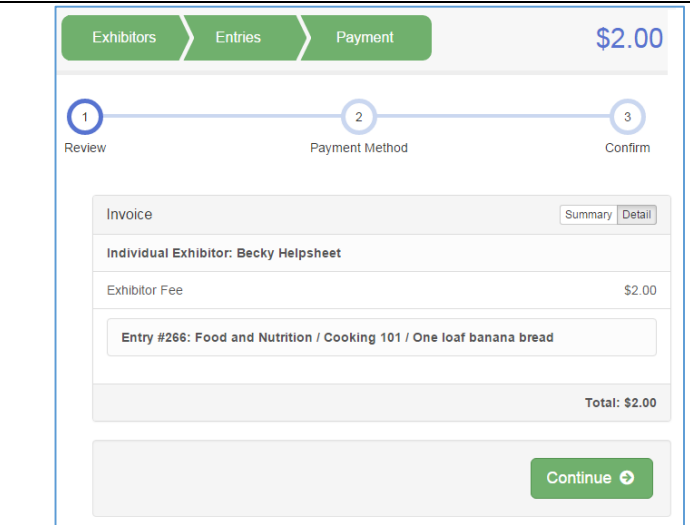 Exhibitors Entries Payment $2.00
1 2 3
Review Payment Method Confirm
Invoice Summary Detail
Individual Exhibitor: Becky Helpsheet
Exhibitor Fee $2.00
Entry #266: Food and Nutrition / Cooking 101 / One loaf banana bread
Total: $2.00
Continue